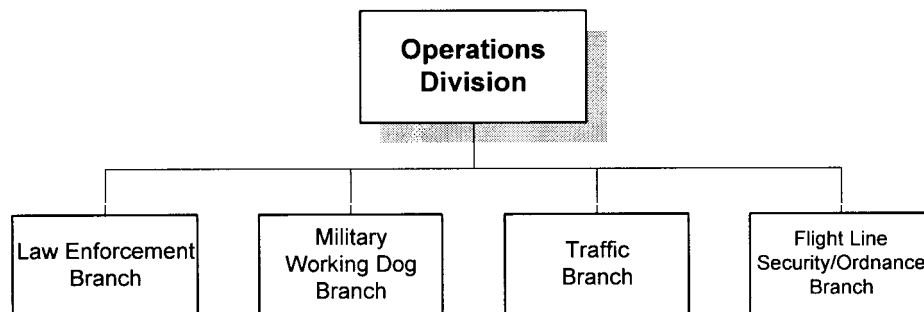 Operations
Division
Law Enforcement
Branch
Military
Working Dog
Branch
Traffic
Branch
Flight Line
Security/Ordnance
Branch